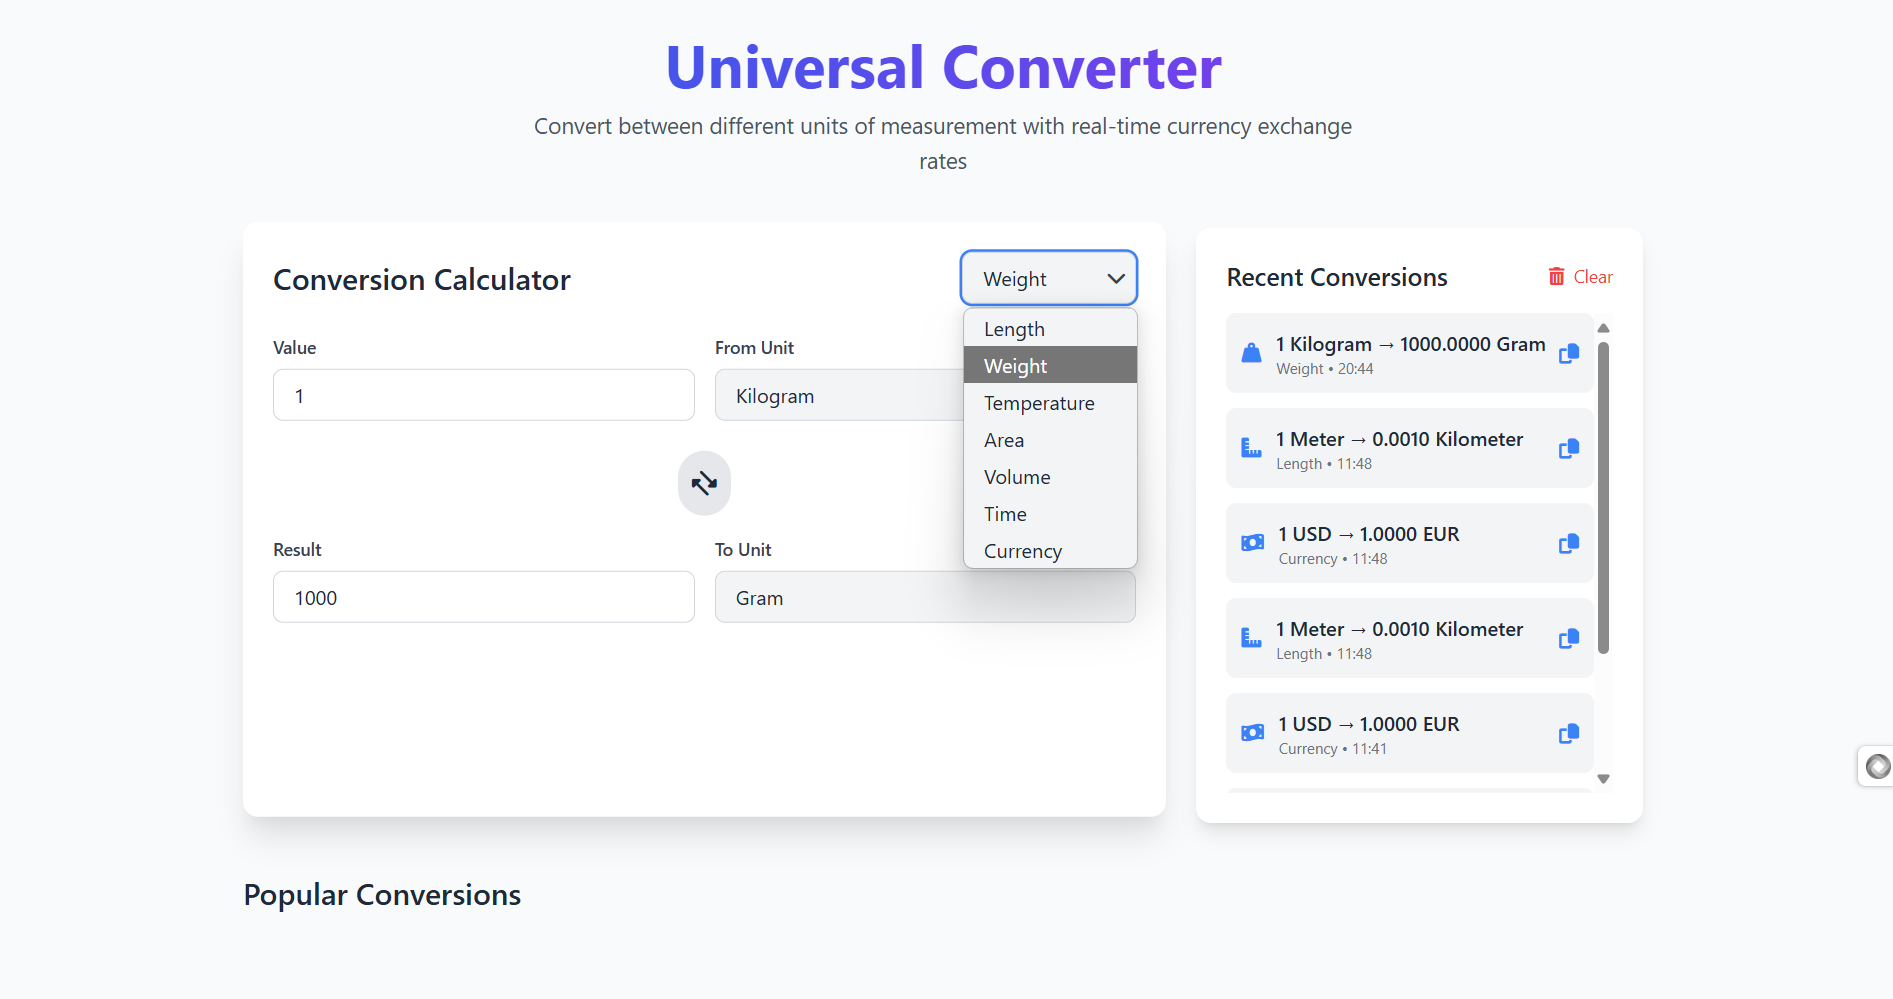 Universal Converter
Convert between different units of measurement with real-time currency exchange
rates
Conversion Calculator
Weight
Length
Weight
Temperature
Area
Volume
Time
Currency
Value
From Unit
1
Kilogram
Result
To Unit
1000
Gram
Recent Conversions
Clear
1 Kilogram → 1000.0000 Gram
Weight • 20:44
1 Meter → 0.0010 Kilometer
Length • 11:48
1 USD → 1.0000 EUR
Currency • 11:48
1 Meter → 0.0010 Kilometer
Length • 11:48
1 USD → 1.0000 EUR
Currency • 11:41
Popular Conversions